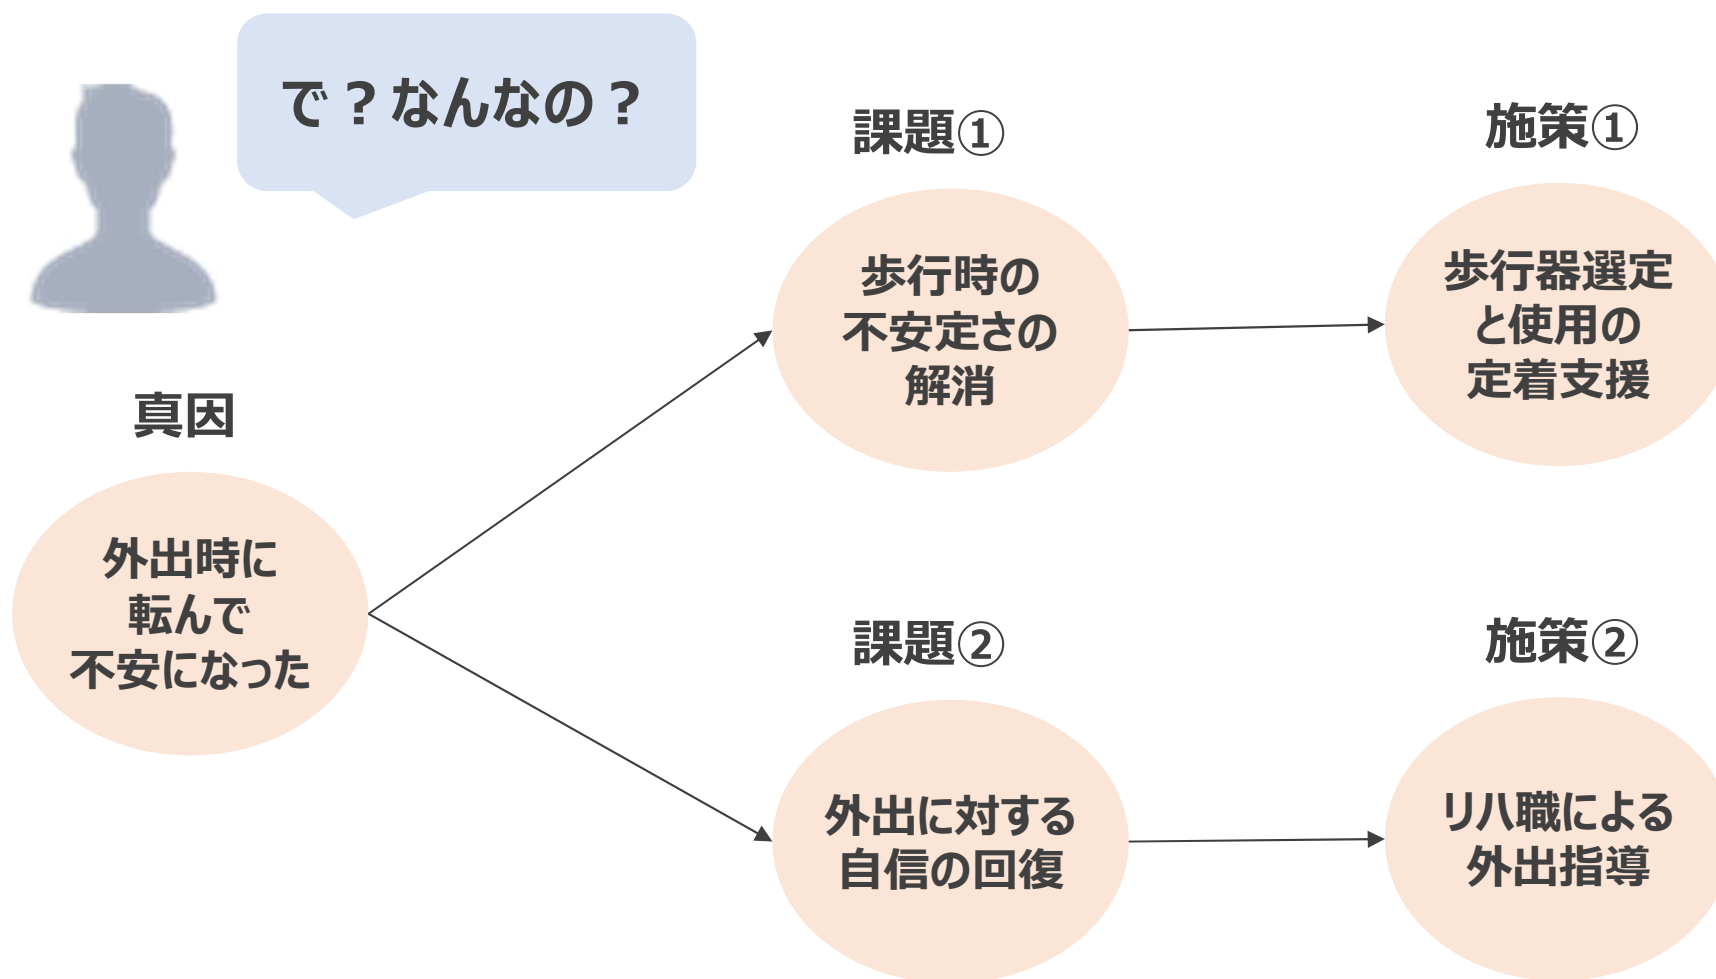 で？なんなの？
真因
外出時に
転んで
不安になった
課題①
歩行時の
不安定さの
解消
施策①
歩行器選定
と使用の
定着支援
課題②
外出に対する
自信の回復
施策②
リハ職による
外出指導